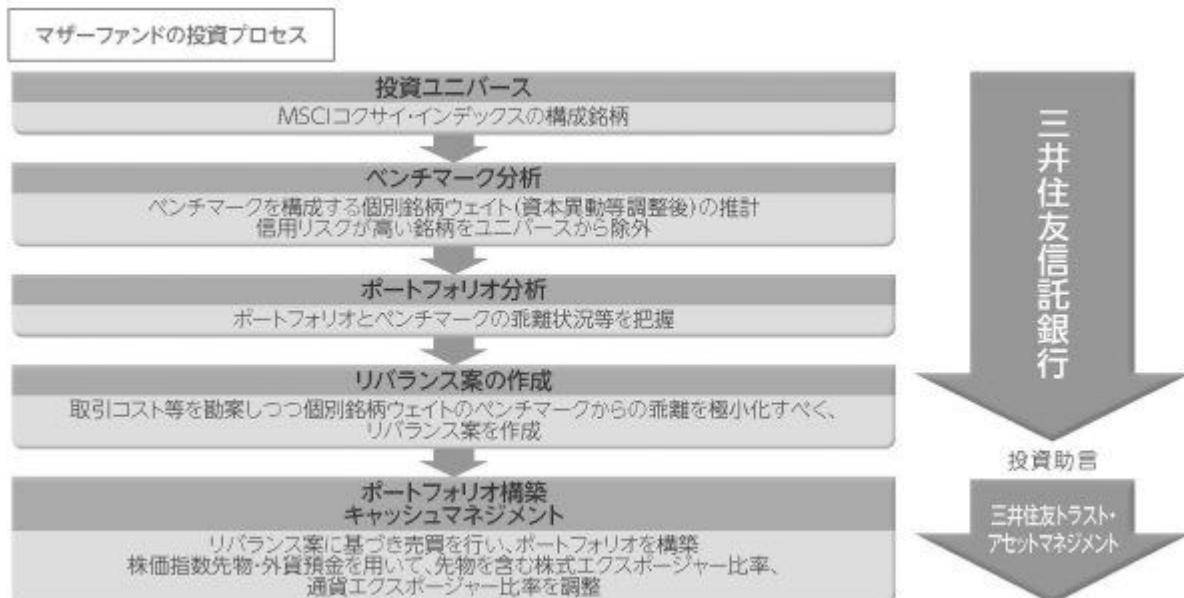 マザーファンドの投資プロセス
投資ユニバース
MSCIコクサイ・インデックスの構成銘柄
ベンチマーク分析
ベンチマークを構成する個別銘柄ウェイト(資本異動等調整後)の推計
信用リスクが高い銘柄をユニバースから除外
ポートフォリオ分析
ポートフォリオとベンチマークの乖離状況等を把握
リバランス案の作成
取引コスト等を勘案しつつ個別銘柄ウェイトのベンチマークからの乖離を極小化すべく、
リバランス案を作成
ポートフォリオ構築
キャッシュマネジメント
リバランス案に基づき売買を行い、ポートフォリオを構築
株価指数先物・外貨預金を用いて、先物を含む株式エクスポージャー比率、
通貨エクスポージャー比率を調整
三井住友信託銀行
投資助言
三井住友トラスト・
アセットマネジメント